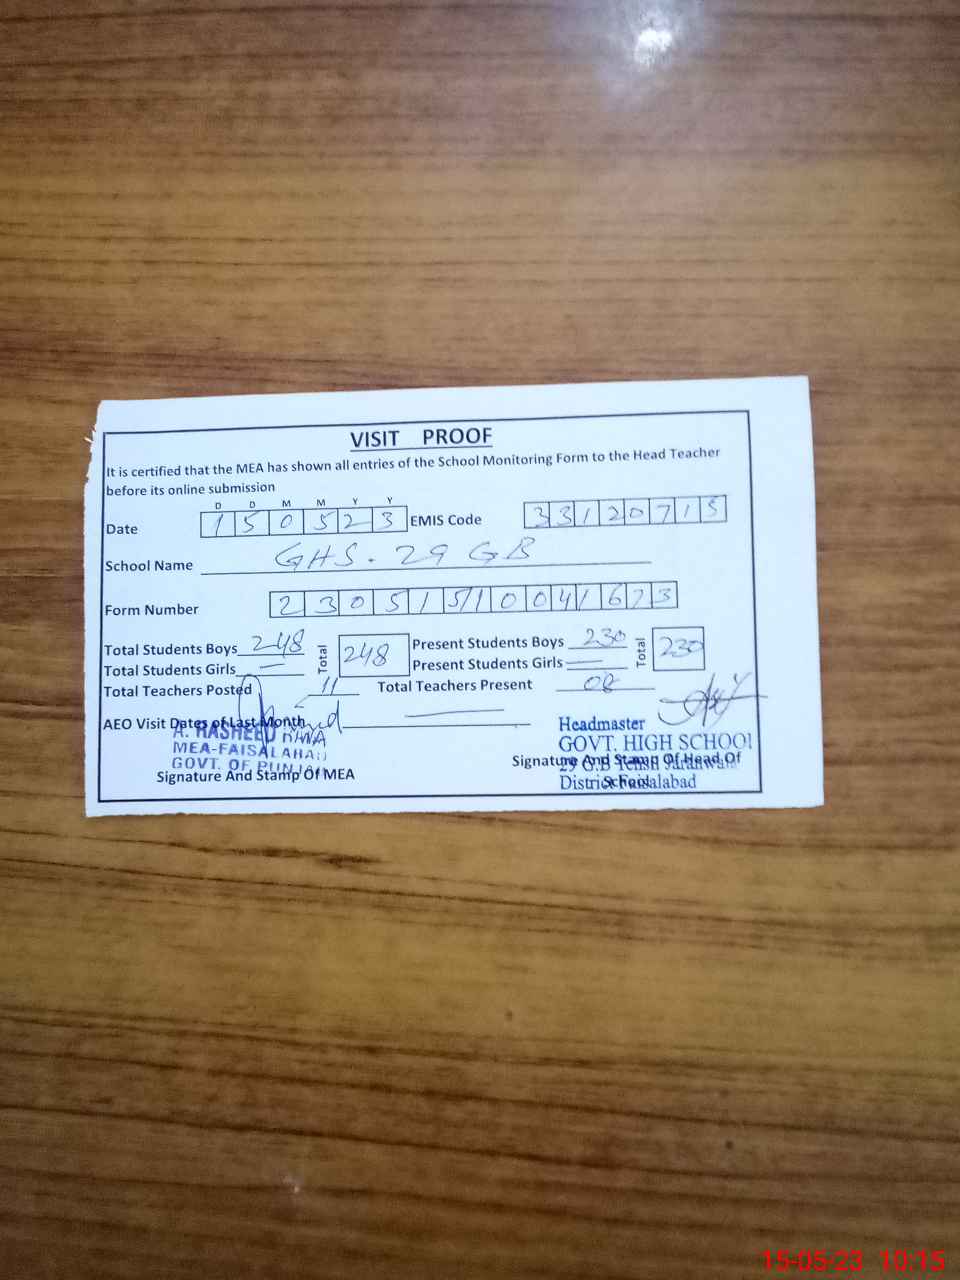 VISIT PROOF
It is certified that the MEA has shown all entries of the School Monitoring Form to the Head Teacher
before its online submission
D D M M Y Y
Date 1 5 0 5 2 3 EMIS Code 3 3 1 2 0 7 1 5
School Name GHS. 29 GB
Form Number 2 3 0 5 1 5 1 0 0 4 1 6 7 3
Total Students Boys 248 Total 248 Present Students Boys 230 Total 230
Total Students Girls — Present Students Girls —
Total Teachers Posted 11 Total Teachers Present 08
AEO Visit Dates of Last Month —
A. RASHEED
MEA-FAISALABAD
GOVT. OF PUNJAB
Signature And Stamp Of MEA
Headmaster
GOVT. HIGH SCHOOL
29 G.B Tehsil Jaranwala
District Faisalabad
Signature And Stamp Of Head Of
School
15-05-23 10:15